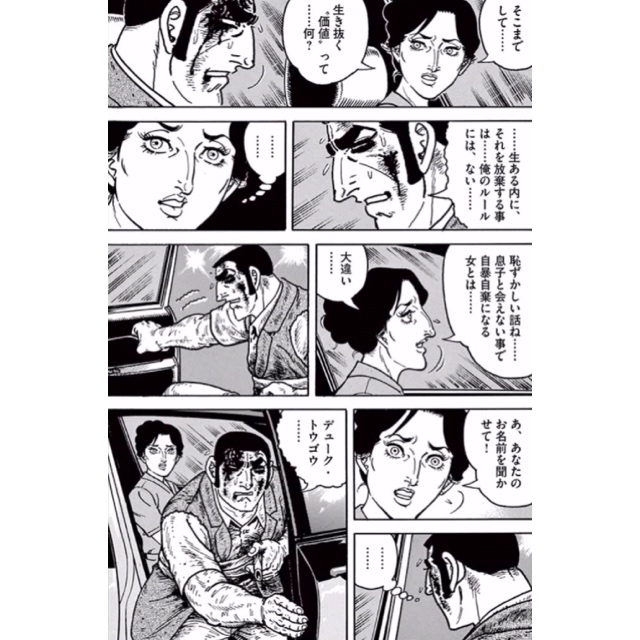 そこまで
して……
生き抜く
“価値”って
……何？
……生ある内に、
それを放棄する事
は……俺のルール
には、ない……
………
恥ずかしい話ね……
息子と会えない事で
自暴自棄になる
女とは……
大違い
……
あ、あなたの
お名前を聞か
せて！
………
デューク・
トウゴウ
……